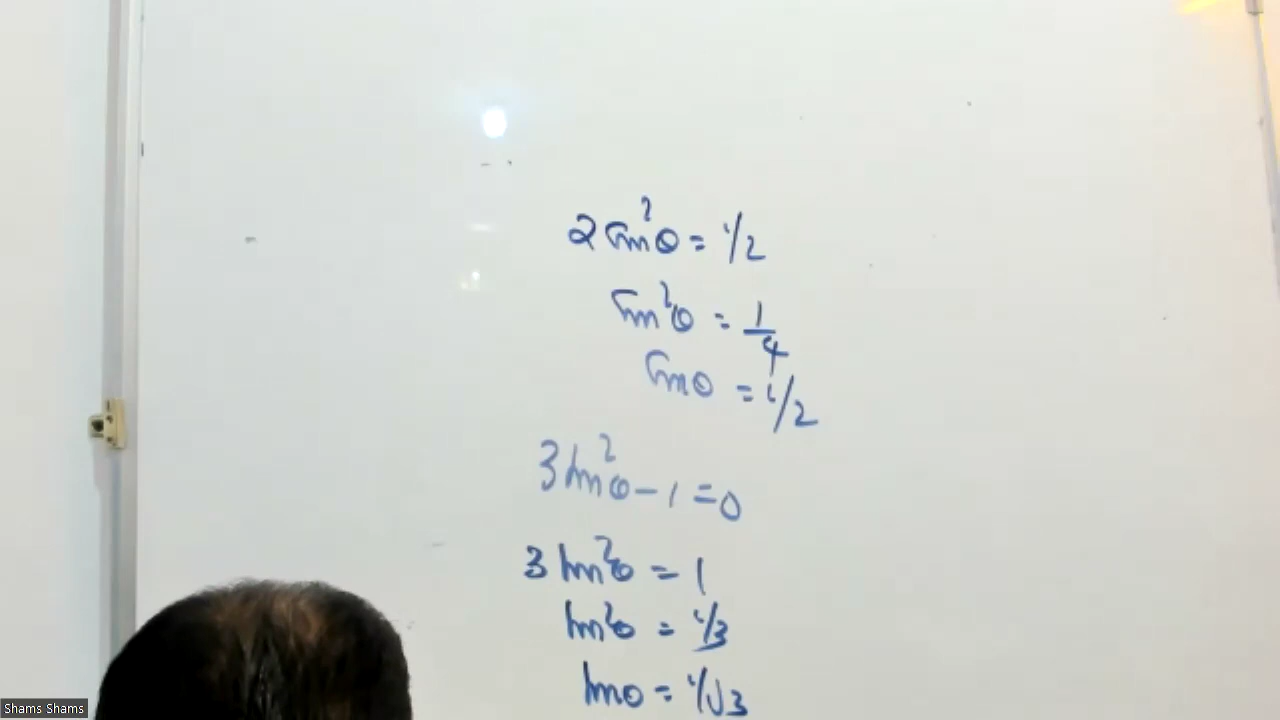 2 sin²θ = 1/2
sin²θ = 1/4
sinθ = 1/2
3 tan²θ - 1 = 0
3 tan²θ = 1
tan²θ = 1/3
tanθ = 1/√3
Shams Shams